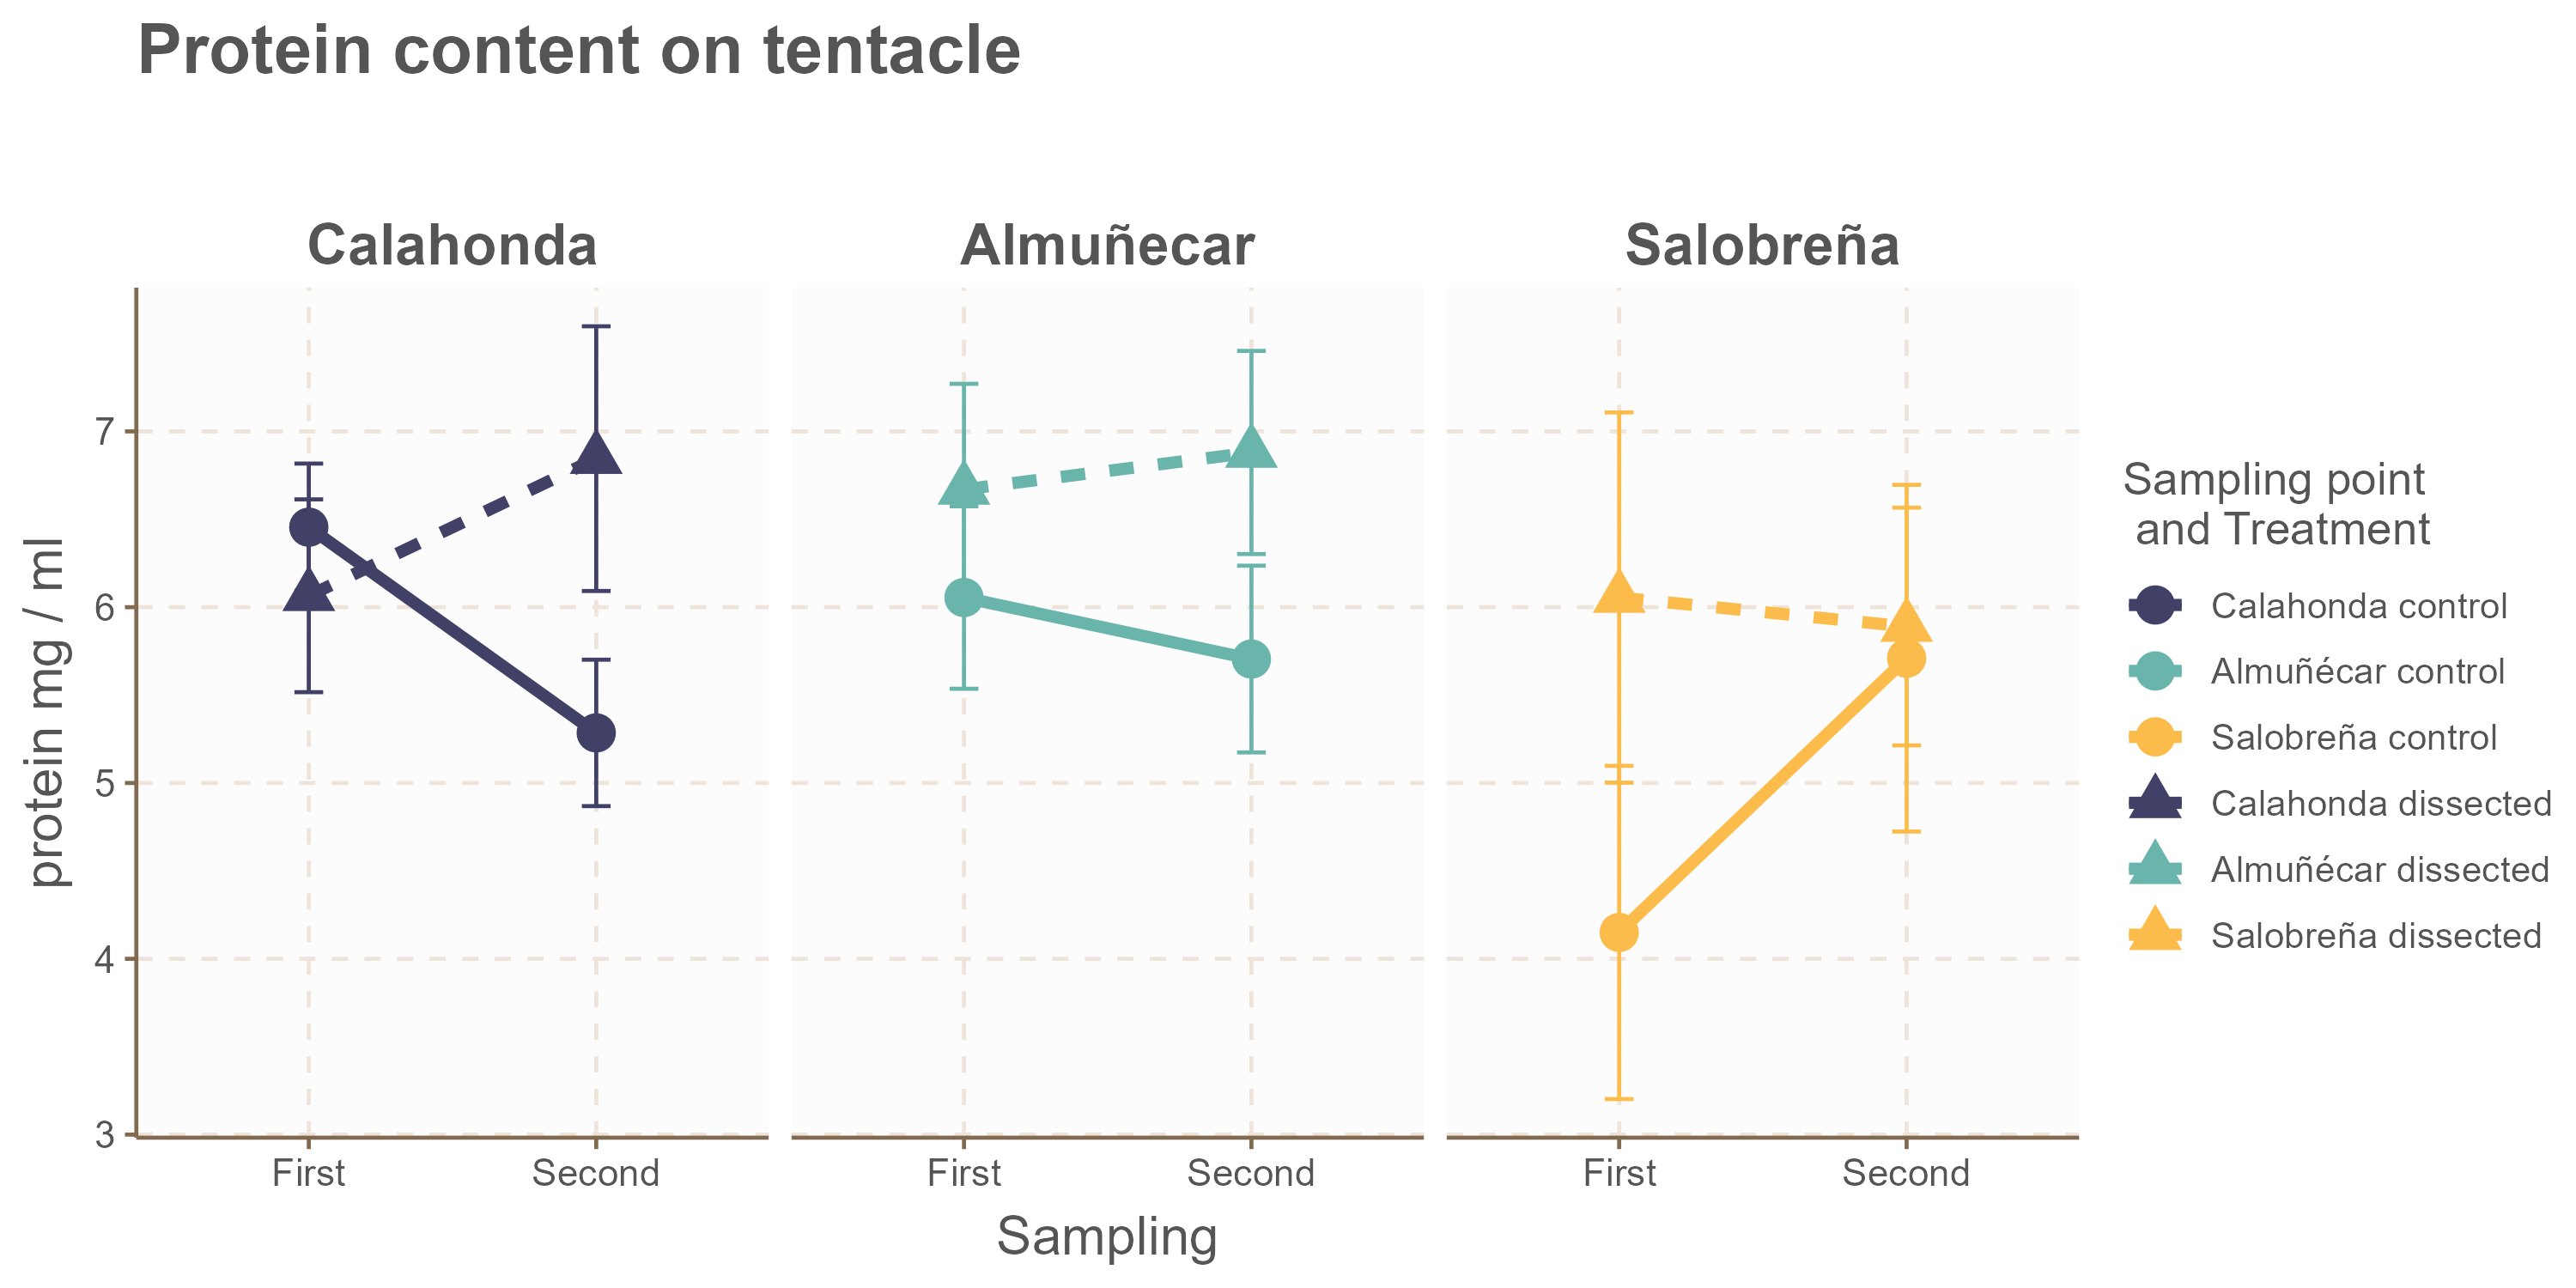 Protein content on tentacle
Calahonda
Almuñecar
Salobreña
protein mg / ml
7
6
5
4
3
First
Second
First
Second
First
Second
Sampling
Sampling point
and Treatment
Calahonda control
Almuñécar control
Salobreña control
Calahonda dissected
Almuñécar dissected
Salobreña dissected